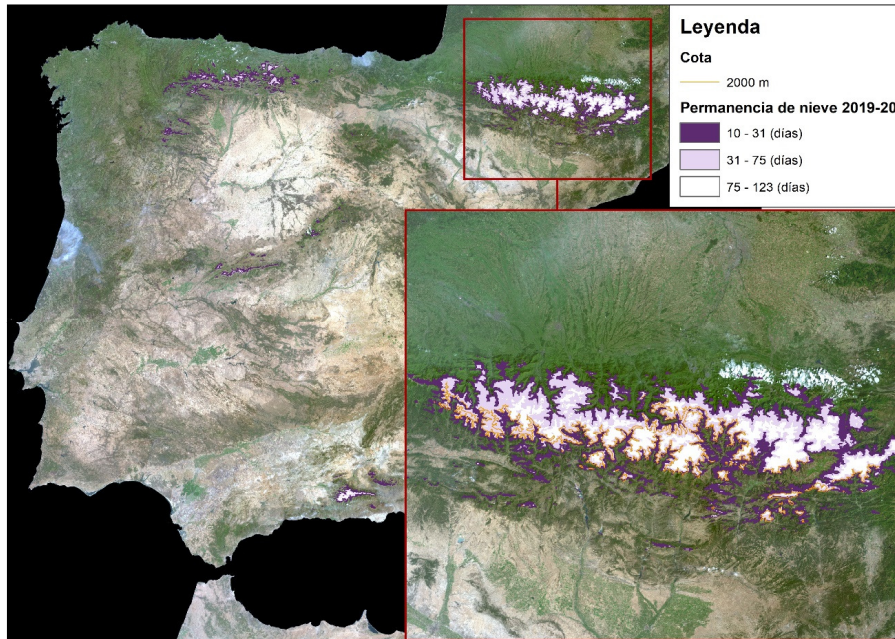 Leyenda
Cota
2000 m
Permanencia de nieve 2019-20
10 - 31 (días)
31 - 75 (días)
75 - 123 (días)